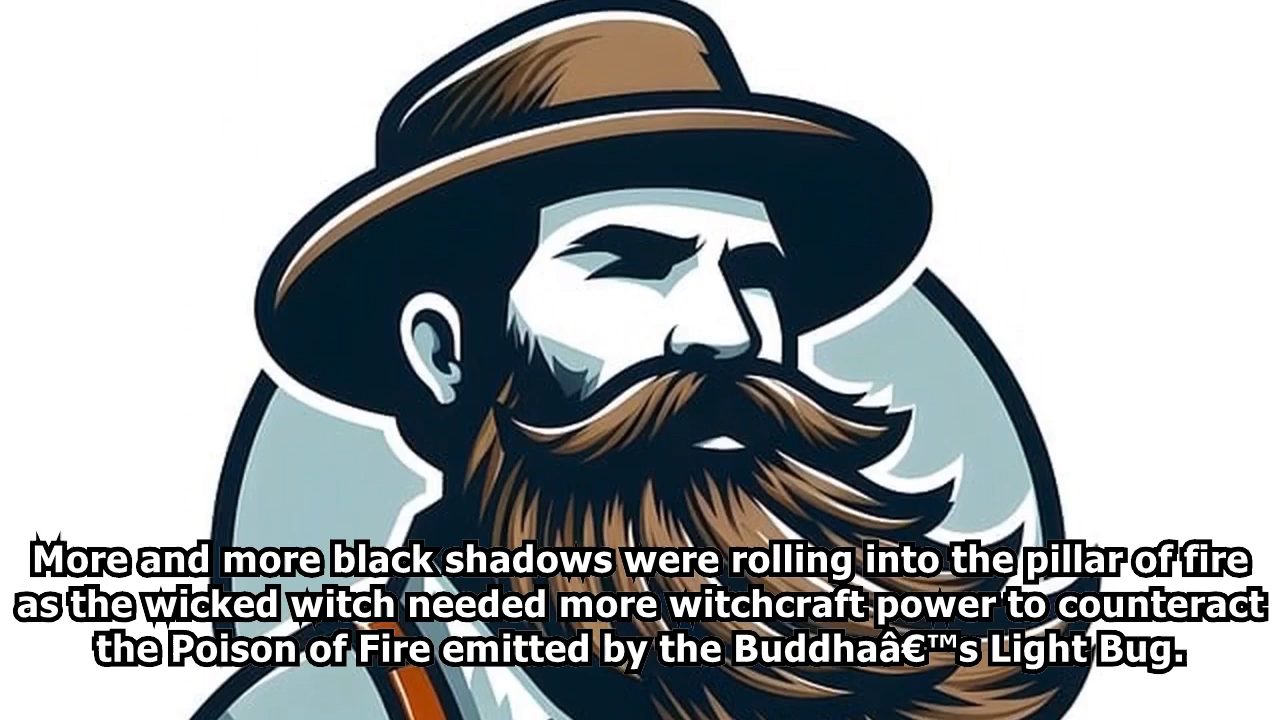 More and more black shadows were rolling into the pillar of fire
as the wicked witch needed more witchcraft power to counteract
the Poison of Fire emitted by the Buddhaâ€™s Light Bug.